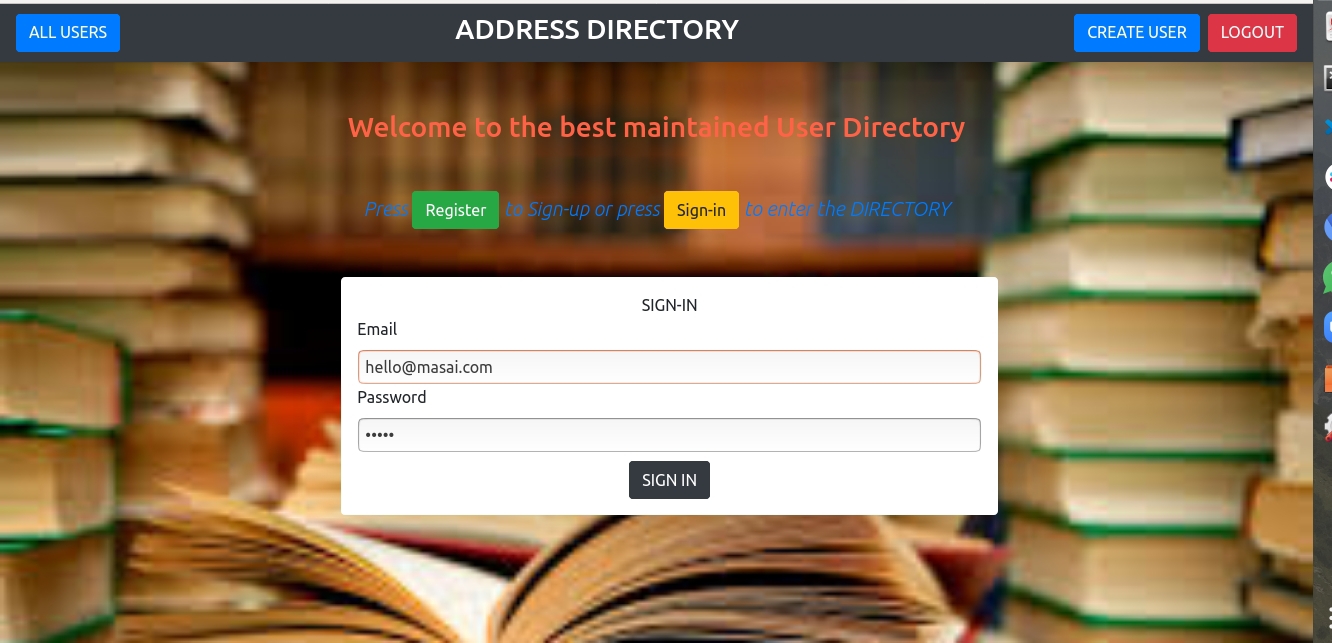 ALL USERS ADDRESS DIRECTORY CREATE USER LOGOUT
Welcome to the best maintained User Directory
Press Register to Sign-up or press Sign-in to enter the DIRECTORY
SIGN-IN
Email
hello@masai.com
Password
•••••
SIGN IN